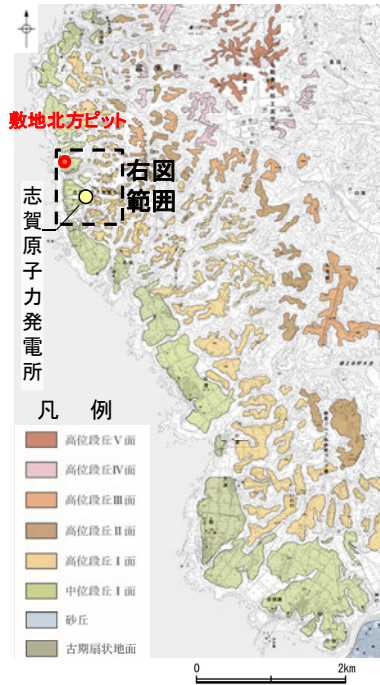 敷地北方ピット
右図
範囲
志賀原子力発電所
凡例
高位段丘Ⅴ面
高位段丘Ⅳ面
高位段丘Ⅲ面
高位段丘Ⅱ面
高位段丘Ⅰ面
中位段丘Ⅰ面
砂丘
古期扇状地面
0 2km